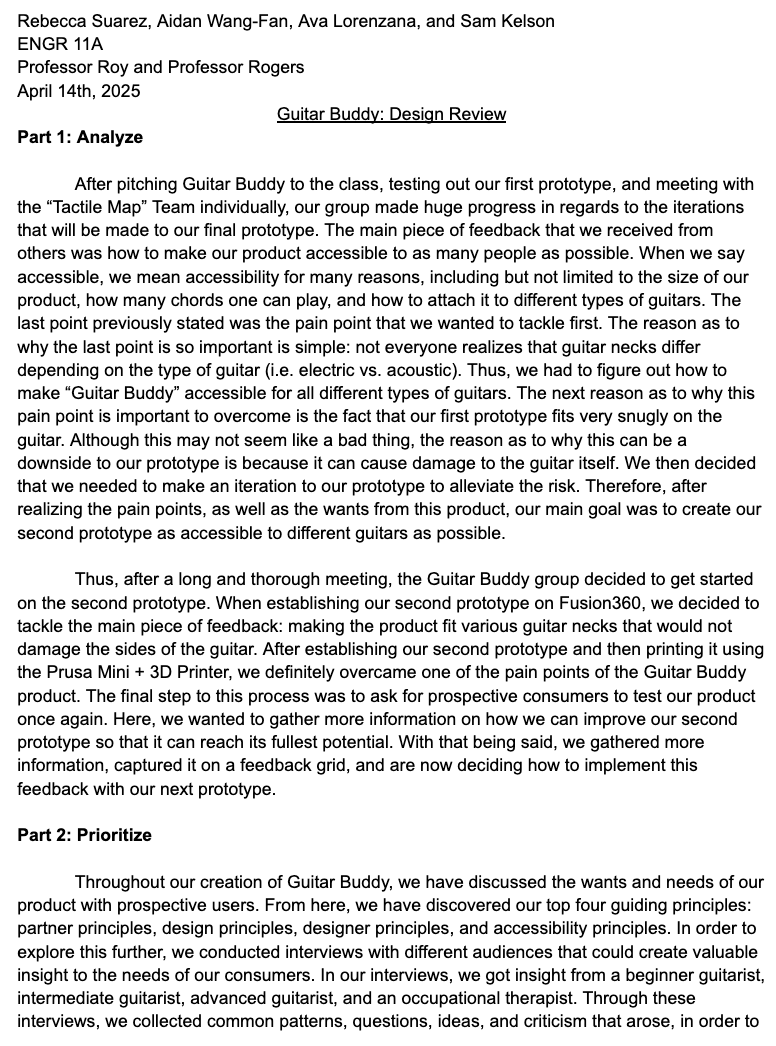 Rebecca Suarez, Aidan Wang-Fan, Ava Lorenzana, and Sam Kelson
ENGR 11A
Professor Roy and Professor Rogers
April 14th, 2025
Guitar Buddy: Design Review
Part 1: Analyze
After pitching Guitar Buddy to the class, testing out our first prototype, and meeting with
the “Tactile Map” Team individually, our group made huge progress in regards to the iterations
that will be made to our final prototype. The main piece of feedback that we received from
others was how to make our product accessible to as many people as possible. When we say
accessible, we mean accessibility for many reasons, including but not limited to the size of our
product, how many chords one can play, and how to attach it to different types of guitars. The
last point previously stated was the pain point that we wanted to tackle first. The reason as to
why the last point is so important is simple: not everyone realizes that guitar necks differ
depending on the type of guitar (i.e. electric vs. acoustic). Thus, we had to figure out how to
make “Guitar Buddy” accessible for all different types of guitars. The next reason as to why this
pain point is important to overcome is the fact that our first prototype fits very snugly on the
guitar. Although this may not seem like a bad thing, the reason as to why this can be a
downside to our prototype is because it can cause damage to the guitar itself. We then decided
that we needed to make an iteration to our prototype to alleviate the risk. Therefore, after
realizing the pain points, as well as the wants from this product, our main goal was to create our
second prototype as accessible to different guitars as possible.
Thus, after a long and thorough meeting, the Guitar Buddy group decided to get started
on the second prototype. When establishing our second prototype on Fusion360, we decided to
tackle the main piece of feedback: making the product fit various guitar necks that would not
damage the sides of the guitar. After establishing our second prototype and then printing it using
the Prusa Mini + 3D Printer, we definitely overcame one of the pain points of the Guitar Buddy
product. The final step to this process was to ask for prospective consumers to test our product
once again. Here, we wanted to gather more information on how we can improve our second
prototype so that it can reach its fullest potential. With that being said, we gathered more
information, captured it on a feedback grid, and are now deciding how to implement this
feedback with our next prototype.
Part 2: Prioritize
Throughout our creation of Guitar Buddy, we have discussed the wants and needs of our
product with prospective users. From here, we have discovered our top four guiding principles:
partner principles, design principles, designer principles, and accessibility principles. In order to
explore this further, we conducted interviews with different audiences that could create valuable
insight to the needs of our consumers. In our interviews, we got insight from a beginner guitarist,
intermediate guitarist, advanced guitarist, and an occupational therapist. Through these
interviews, we collected common patterns, questions, ideas, and criticism that arose, in order to